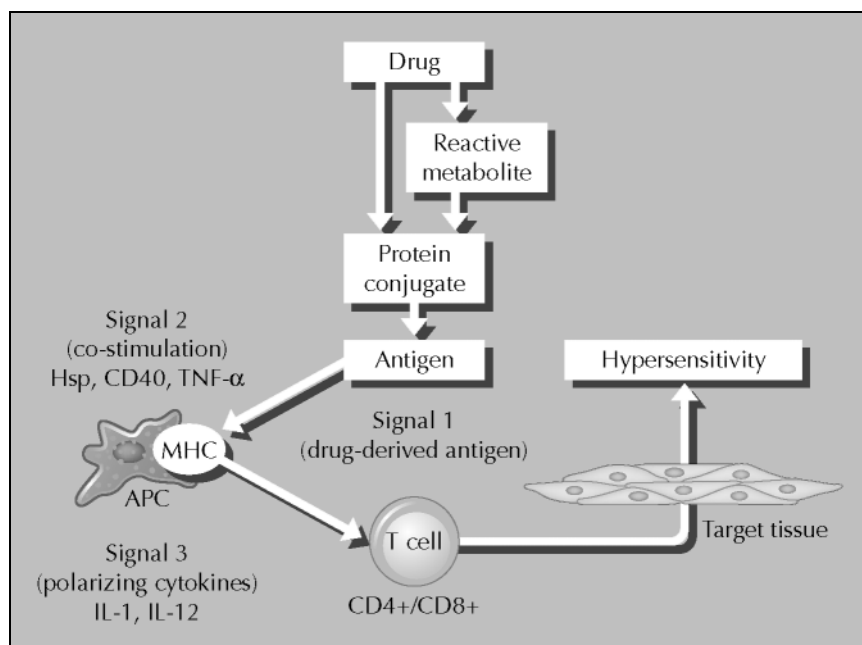 Drug
Reactive
metabolite
Protein
conjugate
Signal 2
(co-stimulation)
Hsp, CD40, TNF-α
Antigen
Hypersensitivity
Signal 1
(drug-derived antigen)
MHC
APC
Target tissue
T cell
Signal 3
(polarizing cytokines)
IL-1, IL-12
CD4+/CD8+